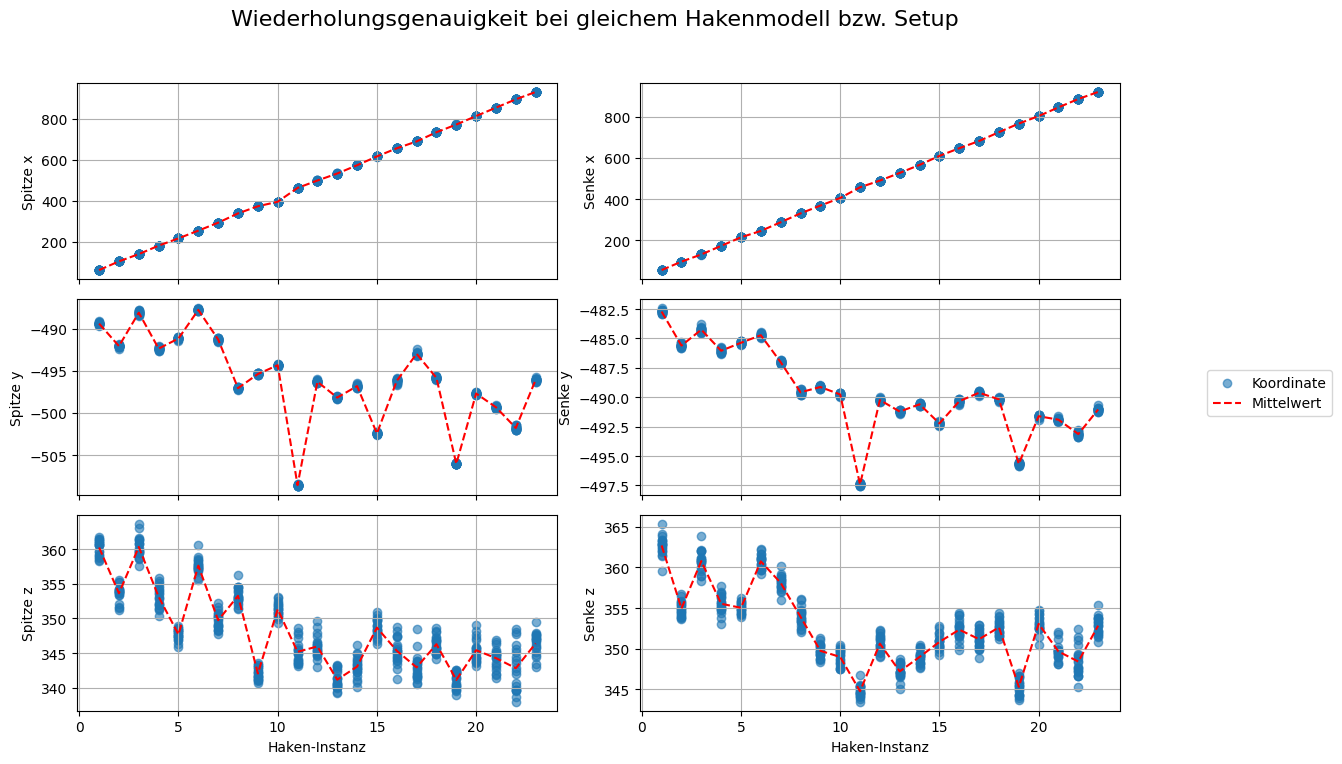 Wiederholungsgenauigkeit bei gleichem Hakenmodell bzw. Setup
Spitze x
800
600
400
200
Senke x
800
600
400
200
Spitze y
−490
−495
−500
−505
Senke y
−482.5
−485.0
−487.5
−490.0
−492.5
−495.0
−497.5
Koordinate
Mittelwert
Spitze z
360
355
350
345
340
0 5 10 15 20
Haken-Instanz
Senke z
365
360
355
350
345
0 5 10 15 20
Haken-Instanz